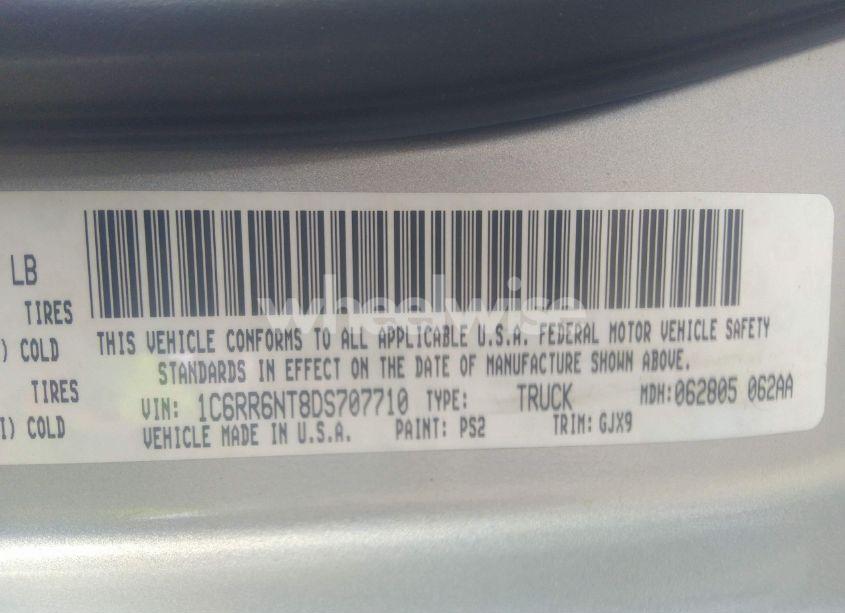 LB
TIRES
) COLD
TIRES
I) COLD
THIS VEHICLE CONFORMS TO ALL APPLICABLE U.S.A. FEDERAL MOTOR VEHICLE SAFETY
STANDARDS IN EFFECT ON THE DATE OF MANUFACTURE SHOWN ABOVE.
VIN: 1C6RR6NT8DS707710 TYPE: TRUCK MDH:062805 062AA
VEHICLE MADE IN U.S.A. PAINT: PS2 TRIM: GJX9
wheelwise